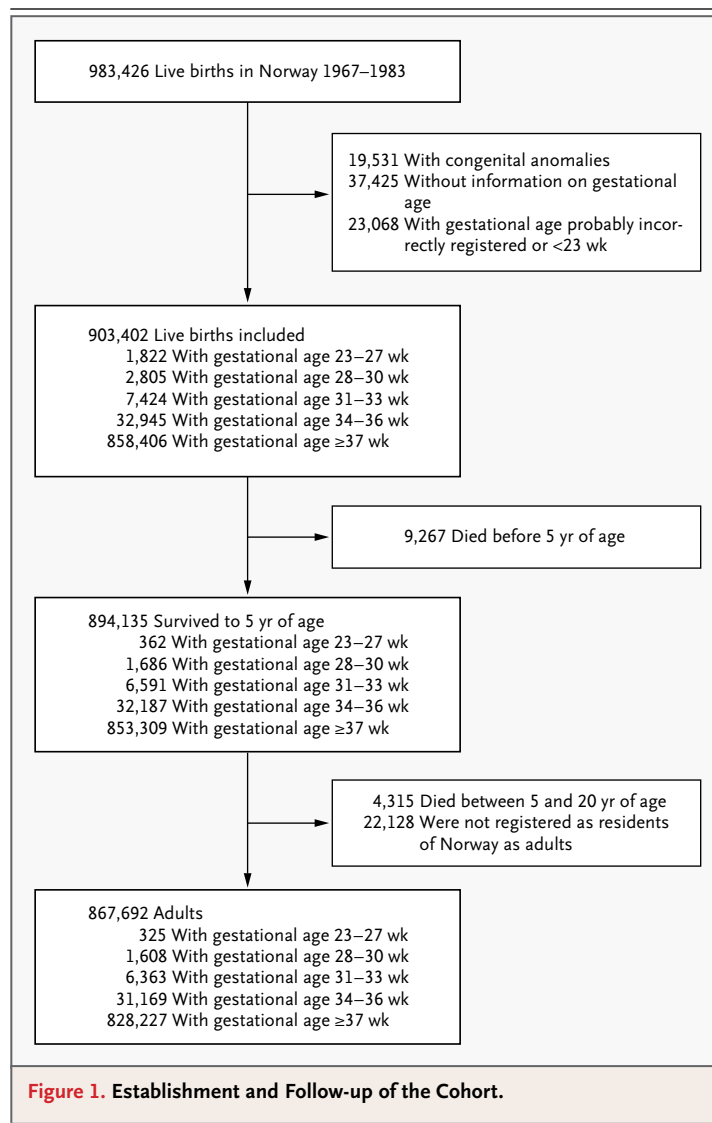 983,426 Live births in Norway 1967–1983
19,531 With congenital anomalies
37,425 Without information on gestational
age
23,068 With gestational age probably incor-
rectly registered or <23 wk
903,402 Live births included
1,822 With gestational age 23–27 wk
2,805 With gestational age 28–30 wk
7,424 With gestational age 31–33 wk
32,945 With gestational age 34–36 wk
858,406 With gestational age ≥37 wk
9,267 Died before 5 yr of age
894,135 Survived to 5 yr of age
362 With gestational age 23–27 wk
1,686 With gestational age 28–30 wk
6,591 With gestational age 31–33 wk
32,187 With gestational age 34–36 wk
853,309 With gestational age ≥37 wk
4,315 Died between 5 and 20 yr of age
22,128 Were not registered as residents
of Norway as adults
867,692 Adults
325 With gestational age 23–27 wk
1,608 With gestational age 28–30 wk
6,363 With gestational age 31–33 wk
31,169 With gestational age 34–36 wk
828,227 With gestational age ≥37 wk
Figure 1. Establishment and Follow-up of the Cohort.